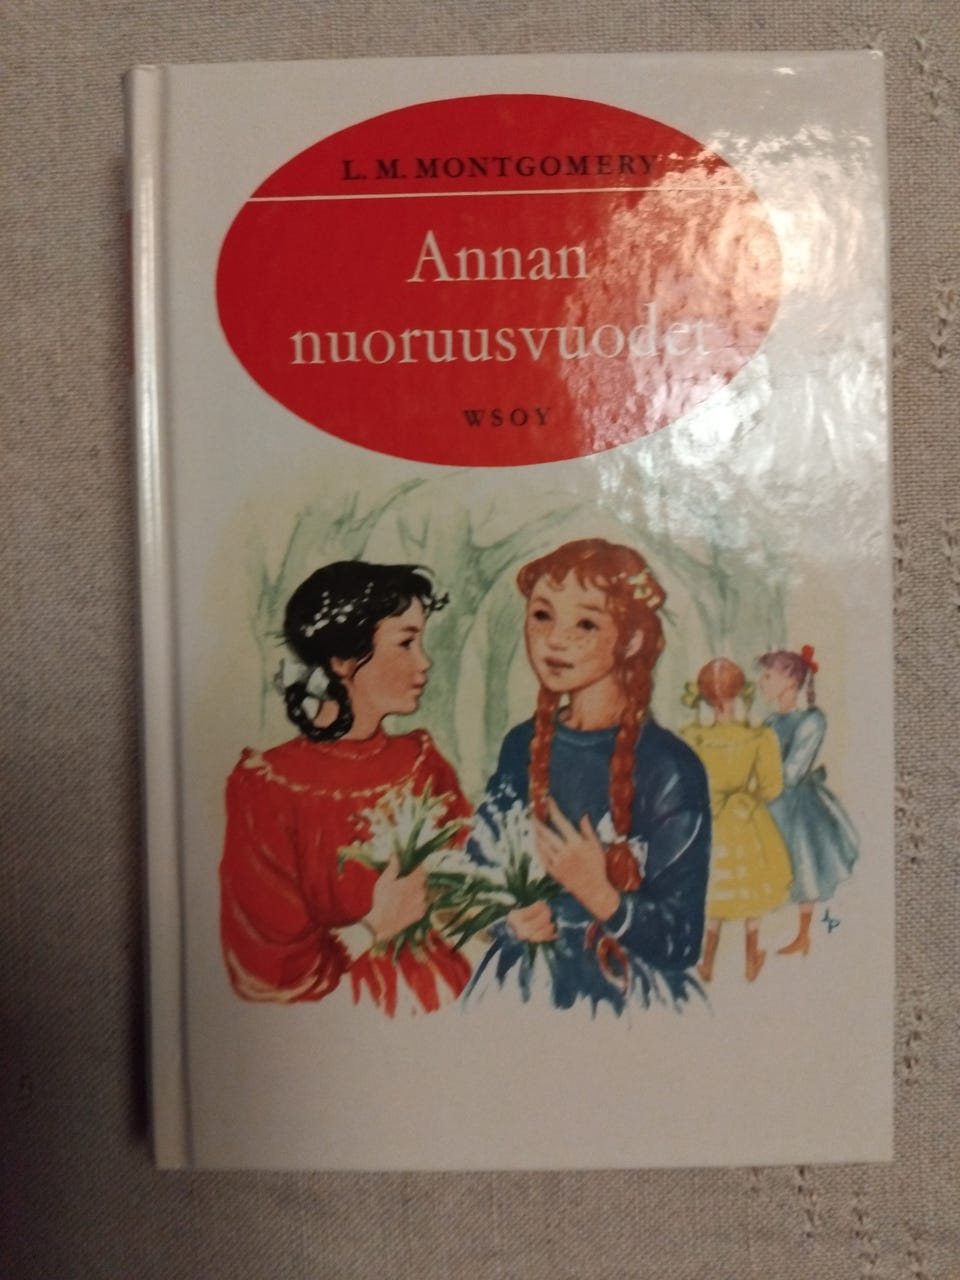 L. M. MONTGOMERY
Annan
nuoruusvuodet
WSOY